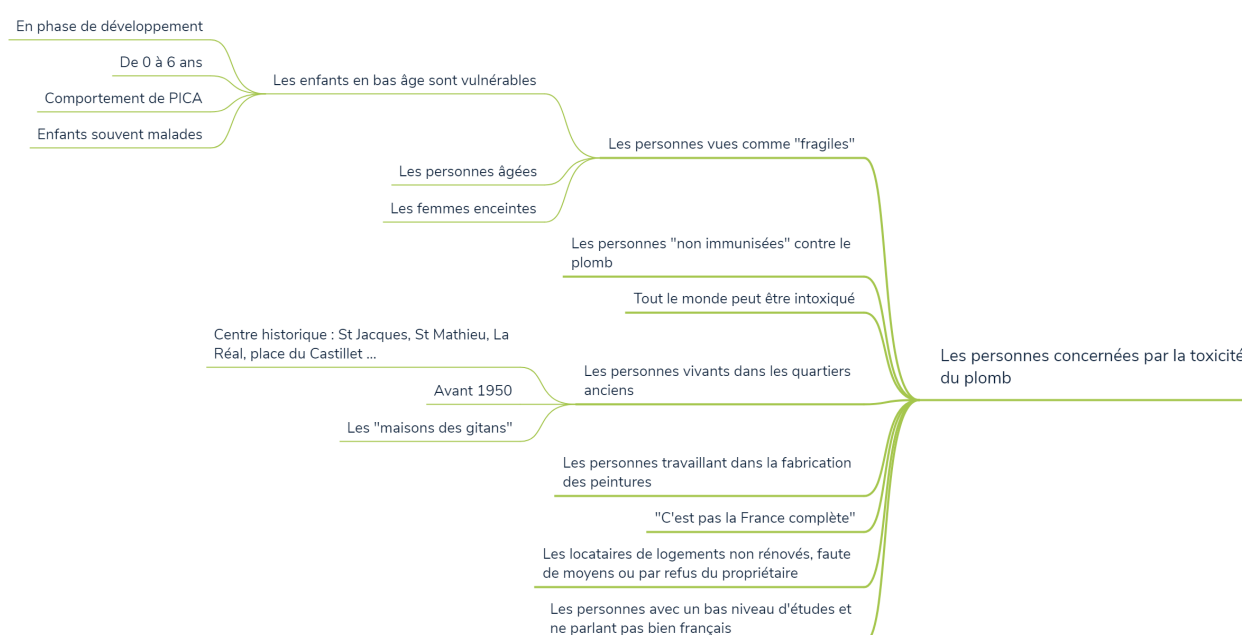 En phase de développement
De 0 à 6 ans
Comportement de PICA
Enfants souvent malades
Les enfants en bas âge sont vulnérables
Les personnes âgées
Les femmes enceintes
Les personnes vues comme "fragiles"
Les personnes "non immunisées" contre le
plomb
Tout le monde peut être intoxiqué
Centre historique : St Jacques, St Mathieu, La
Réal, place du Castillet ...
Avant 1950
Les "maisons des gitans"
Les personnes vivants dans les quartiers
anciens
Les personnes travaillant dans la fabrication
des peintures
"C'est pas la France complète"
Les locataires de logements non rénovés, faute
de moyens ou par refus du propriétaire
Les personnes avec un bas niveau d'études et
ne parlant pas bien français
Les personnes concernées par la toxicité
du plomb